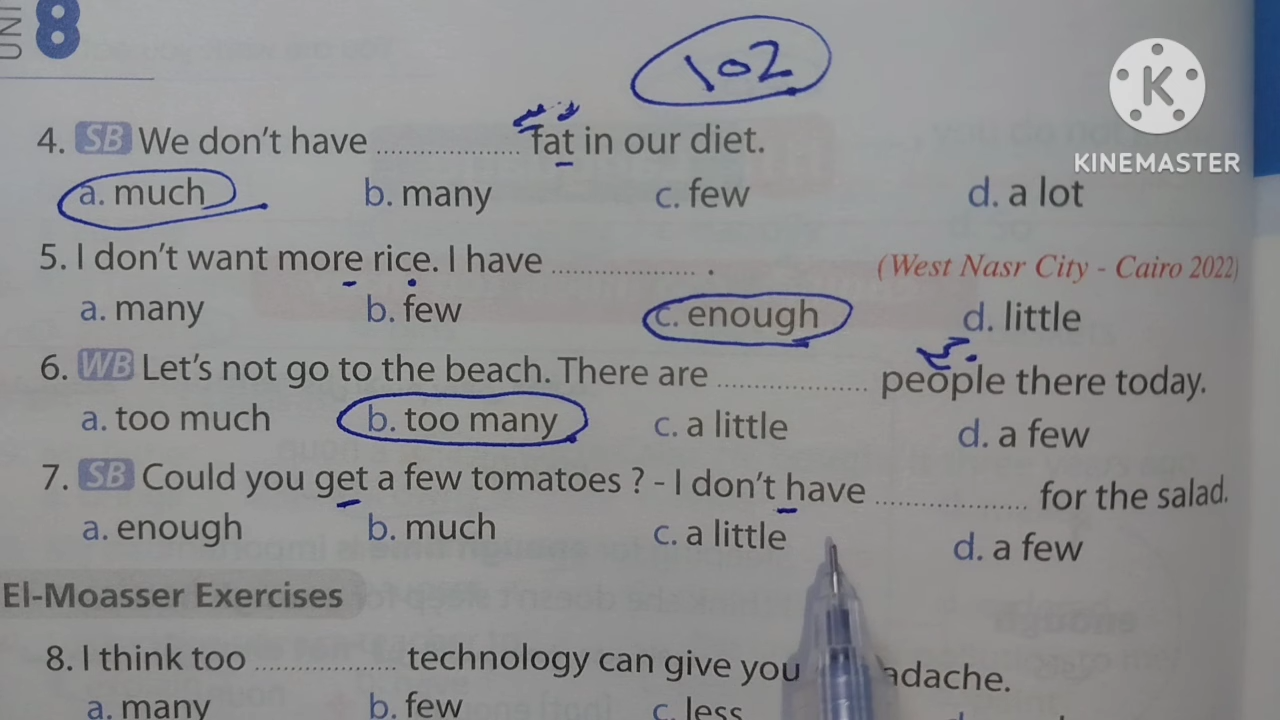 UNI 8
102
K
KINEMASTER
4. SB We don't have .................... fat in our diet.
a. much b. many c. few d. a lot
5. I don't want more rice. I have .................... . (West Nasr City - Cairo 2022)
a. many b. few c. enough d. little
6. WB Let's not go to the beach. There are .................... people there today.
a. too much b. too many c. a little d. a few
7. SB Could you get a few tomatoes ? - I don't have .................... for the salad.
a. enough b. much c. a little d. a few
El-Moasser Exercises
8. I think too .................... technology can give you adache.
a. many b. few c. less